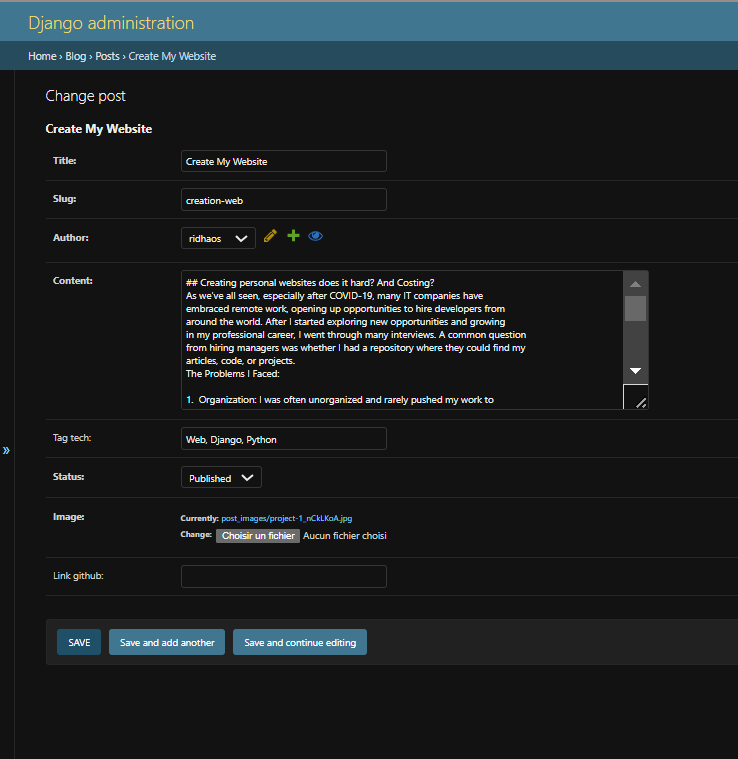 Django administration
Home › Blog › Posts › Create My Website
Change post
Create My Website
Title: Create My Website
Slug: creation-web
Author: ridhaos
Content: ## Creating personal websites does it hard? And Costing?
As we've all seen, especially after COVID-19, many IT companies have
embraced remote work, opening up opportunities to hire developers from
around the world. After I started exploring new opportunities and growing
in my professional career, I went through many interviews. A common question
from hiring managers was whether I had a repository where they could find my
articles, code, or projects.
The Problems I Faced:
1. Organization: I was often unorganized and rarely pushed my work to
»
Tag tech: Web, Django, Python
Status: Published
Image: Currently: post_images/project-1_nCkLKoA.jpg
Change: Choisir un fichier Aucun fichier choisi
Link github:
SAVE Save and add another Save and continue editing